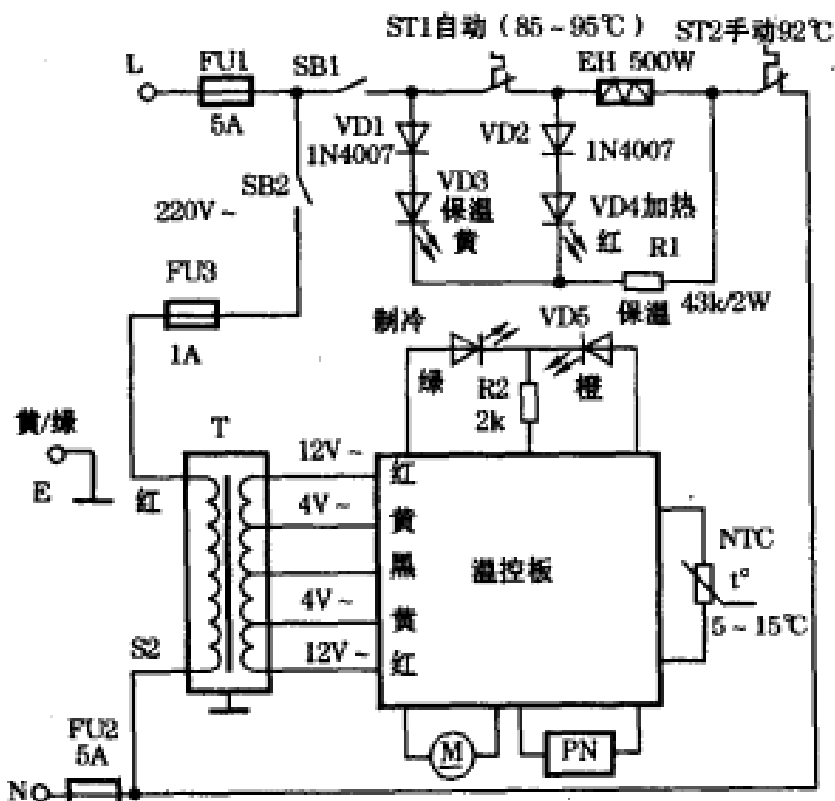 ST1自动(85~95℃)
ST2手动92℃
L
FU1
5A
SB1
EH 500W
VD1
1N4007
VD2
1N4007
SB2
220V~
VD3
保温
黄
VD4加热
红
R1
43k/2W
保温
FU3
1A
制冷
绿
VD5
橙
R2
2k
黄/绿
E
T
红
S2
12V~
4V~
4V~
12V~
红
黄
黑
黄
红
温控板
NTC
t°
5~15℃
M
PN
FU2
5A
N